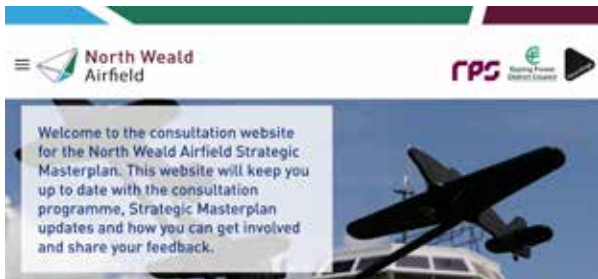 North Weald
Airfield
rps
Epping Forest
District Council
Welcome to the consultation website
for the North Weald Airfield Strategic
Masterplan. This website will keep you
up to date with the consultation
programme, Strategic Masterplan
updates and how you can get involved
and share your feedback.